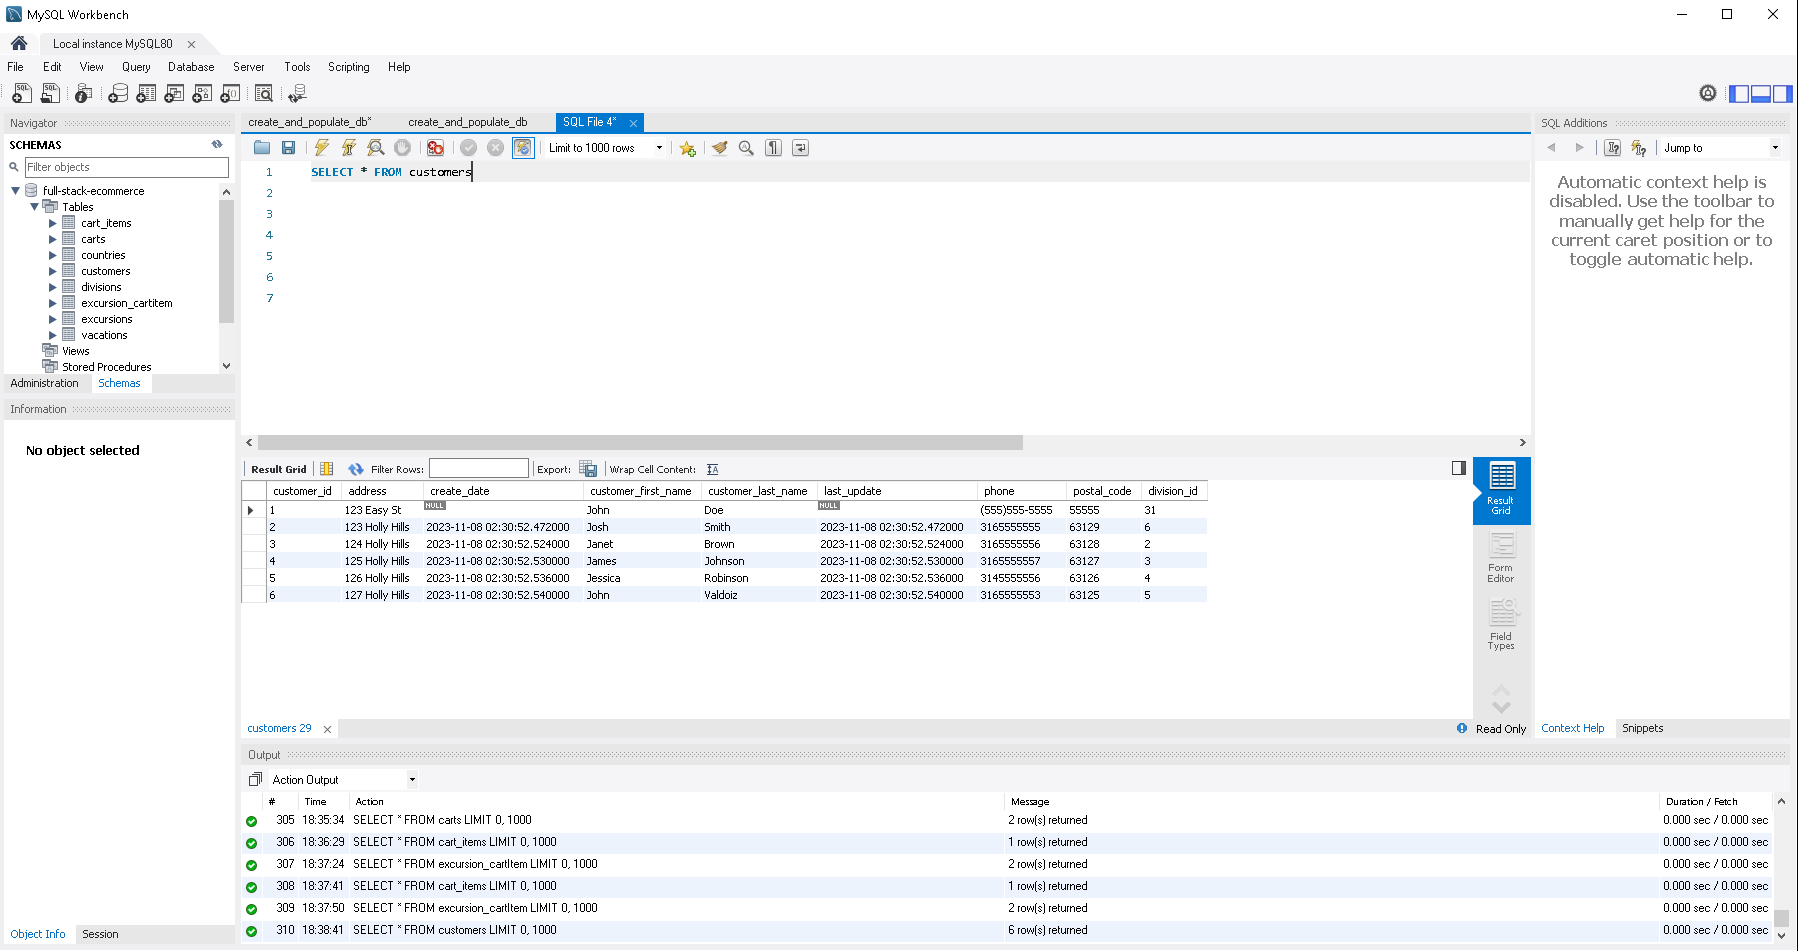 MySQL Workbench
Local instance MySQL80
File Edit View Query Database Server Tools Scripting Help
Navigator
SCHEMAS
Filter objects
full-stack-ecommerce
Tables
cart_items
carts
countries
customers
divisions
excursion_cartitem
excursions
vacations
Views
Stored Procedures
Administration Schemas
Information
No object selected
Object Info Session
create_and_populate_db* create_and_populate_db SQL File 4*
Limit to 1000 rows
1 SELECT * FROM customers
2
3
4
5
6
7
Result Grid Filter Rows: Export: Wrap Cell Content:
customer_id address create_date customer_first_name customer_last_name last_update phone postal_code division_id
1 123 Easy St NULL John Doe NULL (555)555-5555 55555 31
2 123 Holly Hills 2023-11-08 02:30:52.472000 Josh Smith 2023-11-08 02:30:52.472000 3165555555 63129 6
3 124 Holly Hills 2023-11-08 02:30:52.524000 Janet Brown 2023-11-08 02:30:52.524000 3165555556 63128 2
4 125 Holly Hills 2023-11-08 02:30:52.530000 James Johnson 2023-11-08 02:30:52.530000 3165555557 63127 3
5 126 Holly Hills 2023-11-08 02:30:52.536000 Jessica Robinson 2023-11-08 02:30:52.536000 3145555556 63126 4
6 127 Holly Hills 2023-11-08 02:30:52.540000 John Valdoiz 2023-11-08 02:30:52.540000 3165555553 63125 5
Result
Grid
Form
Editor
Field
Types
customers 29
Read Only
SQL Additions
Jump to
Automatic context help is
disabled. Use the toolbar to
manually get help for the
current caret position or to
toggle automatic help.
Context Help Snippets
Output
Action Output
# Time Action Message Duration / Fetch
305 18:35:34 SELECT * FROM carts LIMIT 0, 1000 2 row(s) returned 0.000 sec / 0.000 sec
306 18:36:29 SELECT * FROM cart_items LIMIT 0, 1000 1 row(s) returned 0.000 sec / 0.000 sec
307 18:37:24 SELECT * FROM excursion_cartItem LIMIT 0, 1000 2 row(s) returned 0.000 sec / 0.000 sec
308 18:37:41 SELECT * FROM cart_items LIMIT 0, 1000 1 row(s) returned 0.000 sec / 0.000 sec
309 18:37:50 SELECT * FROM excursion_cartItem LIMIT 0, 1000 2 row(s) returned 0.000 sec / 0.000 sec
310 18:38:41 SELECT * FROM customers LIMIT 0, 1000 6 row(s) returned 0.000 sec / 0.000 sec